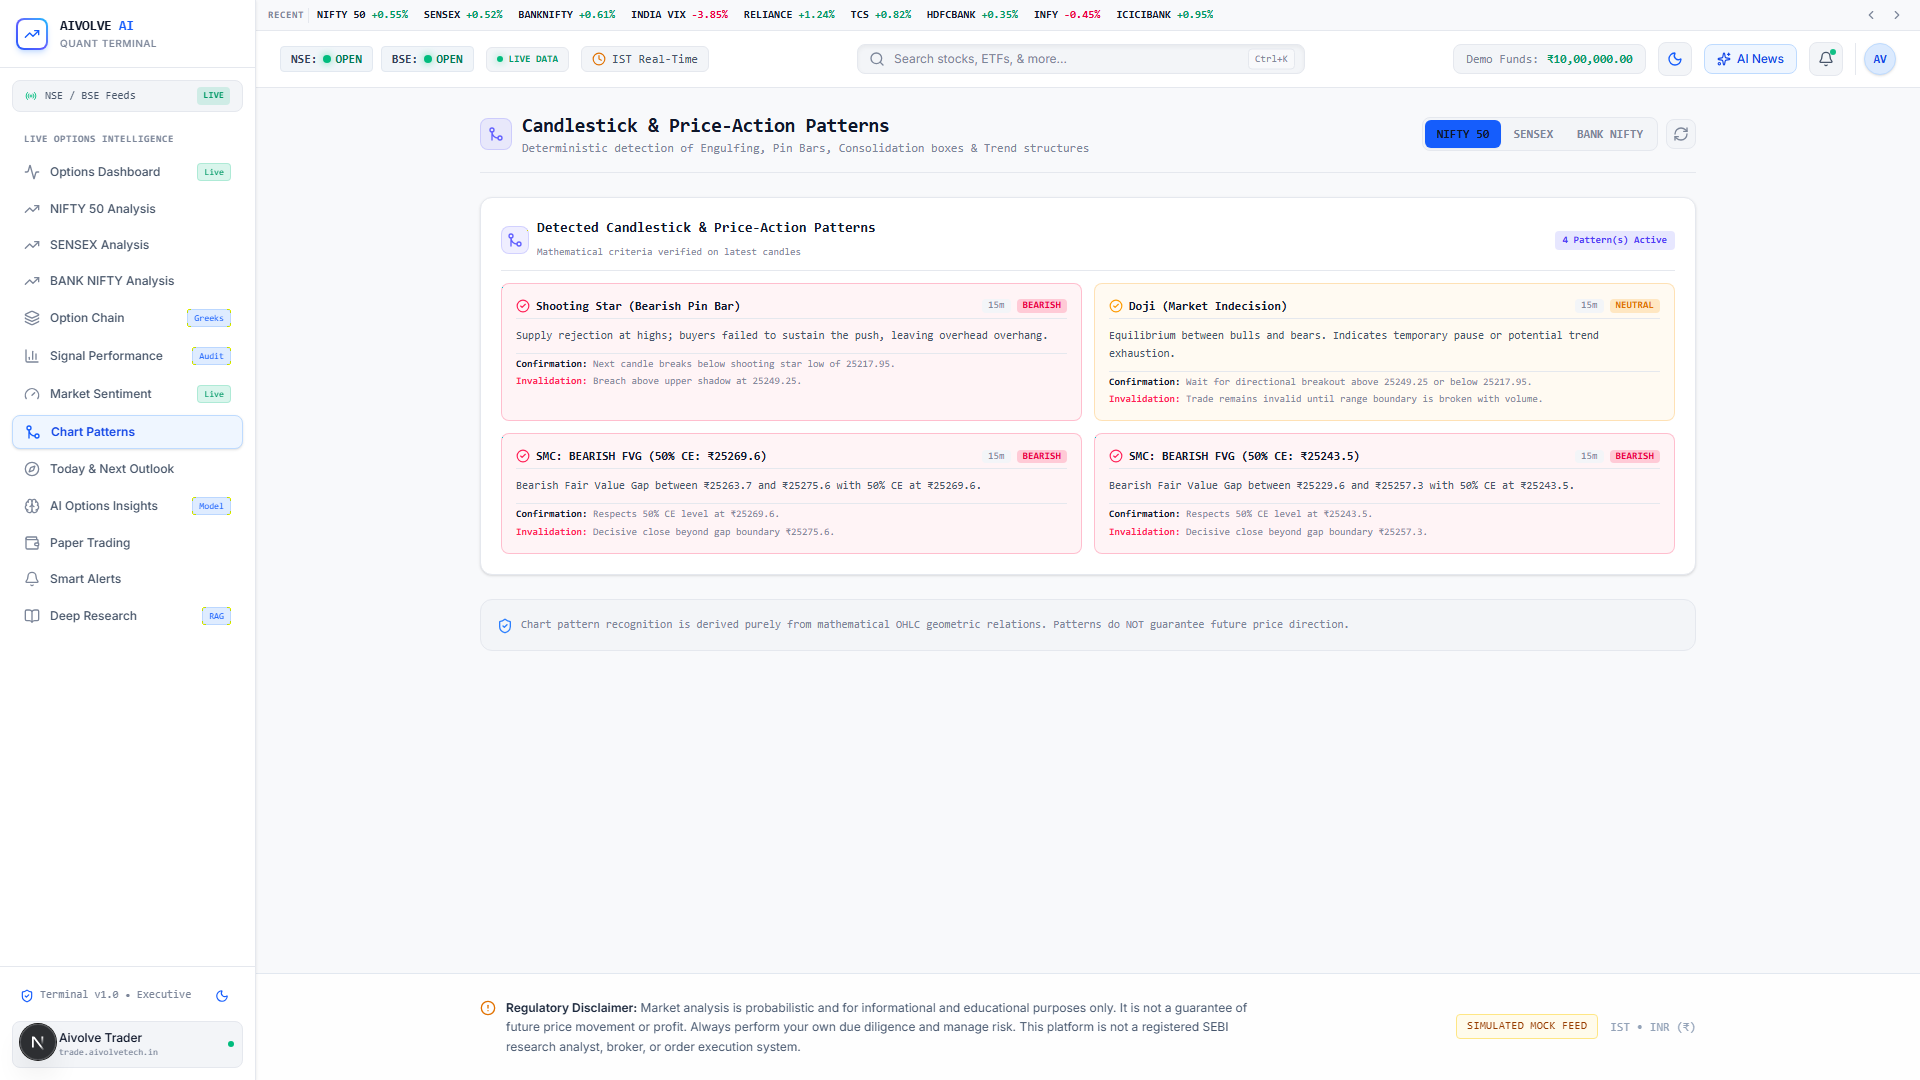 AIVOLVE AI
QUANT TERMINAL
NSE / BSE Feeds LIVE
LIVE OPTIONS INTELLIGENCE
Options Dashboard Live
NIFTY 50 Analysis
SENSEX Analysis
BANK NIFTY Analysis
Option Chain Greeks
Signal Performance Audit
Market Sentiment Live
Chart Patterns
Today & Next Outlook
AI Options Insights Model
Paper Trading
Smart Alerts
Deep Research RAG
Terminal v1.0 • Executive
N
Aivolve Trader
trade.aivolvetech.in
RECENT NIFTY 50 +0.55% SENSEX +0.52% BANKNIFTY +0.61% INDIA VIX -3.85% RELIANCE +1.24% TCS +0.82% HDFCBANK +0.35% INFY -0.45% ICICIBANK +0.95%
NSE: OPEN BSE: OPEN LIVE DATA IST Real-Time Search stocks, ETFs, & more... Ctrl+K Demo Funds: ₹10,00,000.00 AI News AV
Candlestick & Price-Action Patterns
Deterministic detection of Engulfing, Pin Bars, Consolidation boxes & Trend structures
NIFTY 50 SENSEX BANK NIFTY
Detected Candlestick & Price-Action Patterns
Mathematical criteria verified on latest candles
4 Pattern(s) Active
Shooting Star (Bearish Pin Bar) 15m BEARISH
Supply rejection at highs; buyers failed to sustain the push, leaving overhead overhang.
Confirmation: Next candle breaks below shooting star low of 25217.95.
Invalidation: Breach above upper shadow at 25249.25.
Doji (Market Indecision) 15m NEUTRAL
Equilibrium between bulls and bears. Indicates temporary pause or potential trend
exhaustion.
Confirmation: Wait for directional breakout above 25249.25 or below 25217.95.
Invalidation: Trade remains invalid until range boundary is broken with volume.
SMC: BEARISH FVG (50% CE: ₹25269.6) 15m BEARISH
Bearish Fair Value Gap between ₹25263.7 and ₹25275.6 with 50% CE at ₹25269.6.
Confirmation: Respects 50% CE level at ₹25269.6.
Invalidation: Decisive close beyond gap boundary ₹25275.6.
SMC: BEARISH FVG (50% CE: ₹25243.5) 15m BEARISH
Bearish Fair Value Gap between ₹25229.6 and ₹25257.3 with 50% CE at ₹25243.5.
Confirmation: Respects 50% CE level at ₹25243.5.
Invalidation: Decisive close beyond gap boundary ₹25257.3.
Chart pattern recognition is derived purely from mathematical OHLC geometric relations. Patterns do NOT guarantee future price direction.
Regulatory Disclaimer: Market analysis is probabilistic and for informational and educational purposes only. It is not a guarantee of
future price movement or profit. Always perform your own due diligence and manage risk. This platform is not a registered SEBI
research analyst, broker, or order execution system.
SIMULATED MOCK FEED IST • INR (₹)